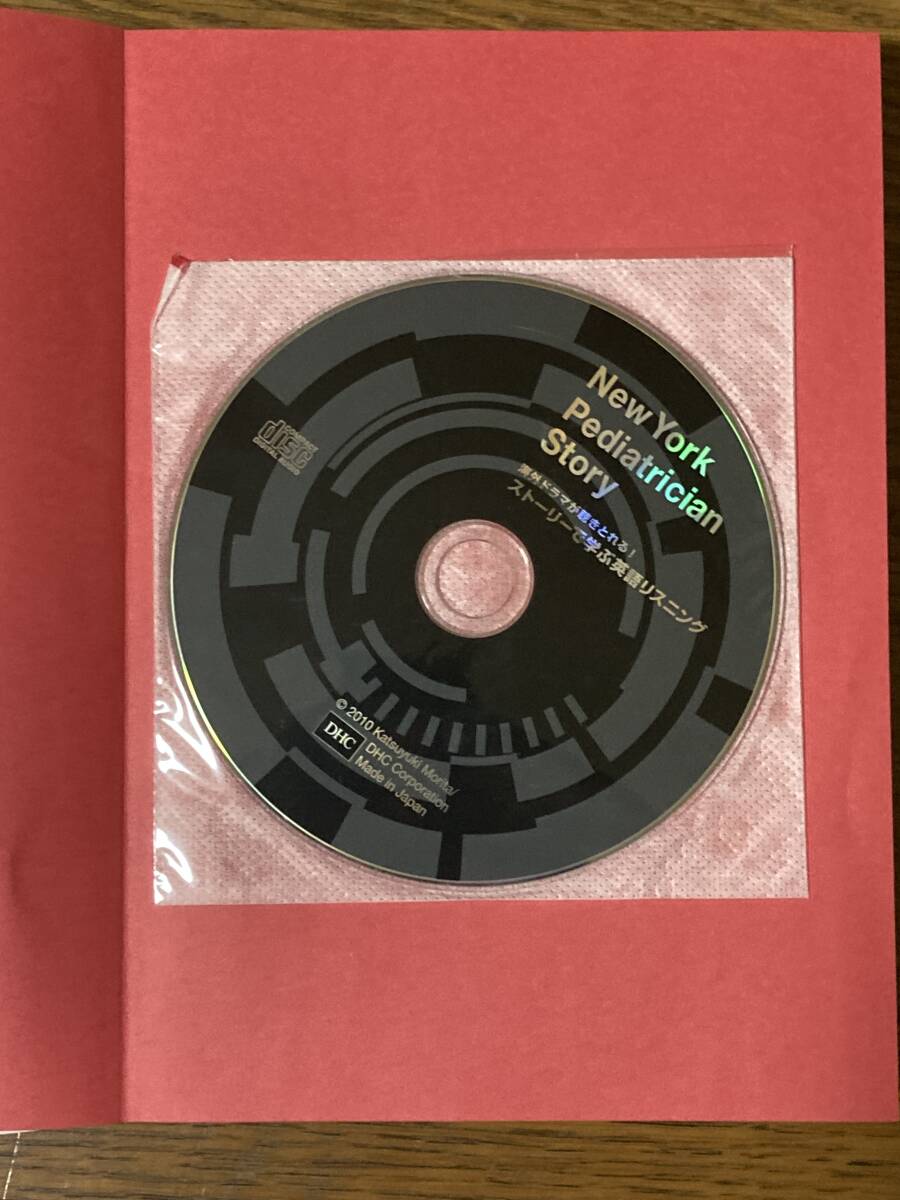 New York
Pediatrician
Story
海外ドラマが聴きとれる!
ストーリーで学ぶ英語リスニング
COMPACT
disc
DIGITAL AUDIO
© 2010 Katsuyuki Morita/
DHC Corporation
Made in Japan
DHC